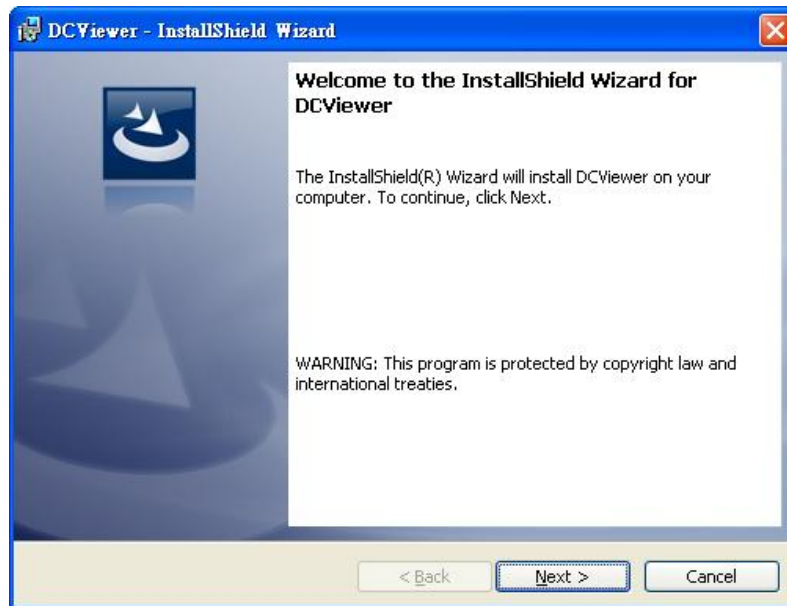 DCViewer - InstallShield Wizard
Welcome to the InstallShield Wizard for
DCViewer
The InstallShield(R) Wizard will install DCViewer on your
computer. To continue, click Next.
WARNING: This program is protected by copyright law and
international treaties.
< Back
Next >
Cancel